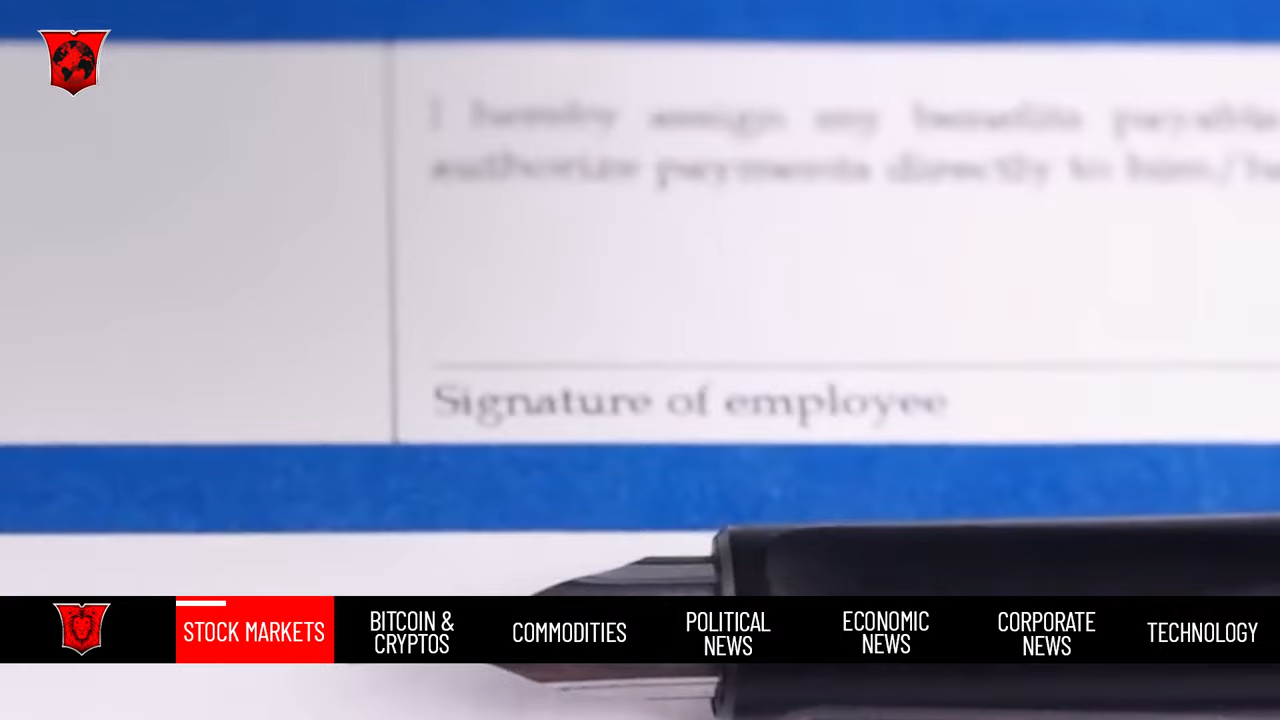 I hereby assign any benefits payable
authorize payments directly to him/
Signature of employee
STOCK MARKETS
BITCOIN &
CRYPTOS
COMMODITIES
POLITICAL
NEWS
ECONOMIC
NEWS
CORPORATE
NEWS
TECHNOLOGY